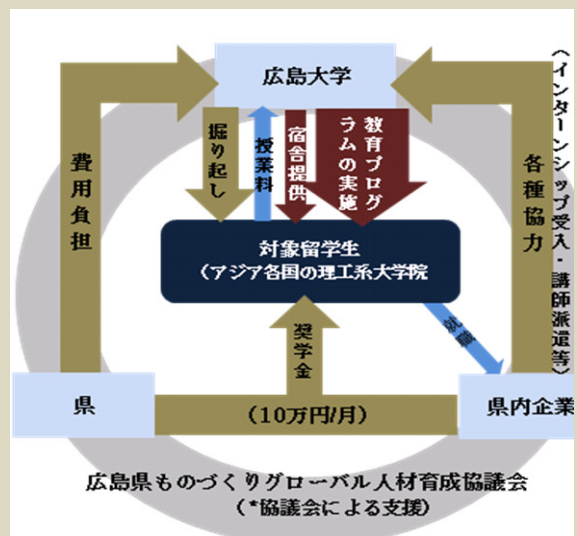 広島大学
費用負担
掘り起し
授業料
宿舎提供
教育プログ
ラムの実施
各種協力
(インターンシップ受入・講師派遣等)
対象留学生
(アジア各国の理工系大学院
奨学金
就職
県
(10万円/月)
県内企業
広島県ものづくりグローバル人材育成協議会
(*協議会による支援)